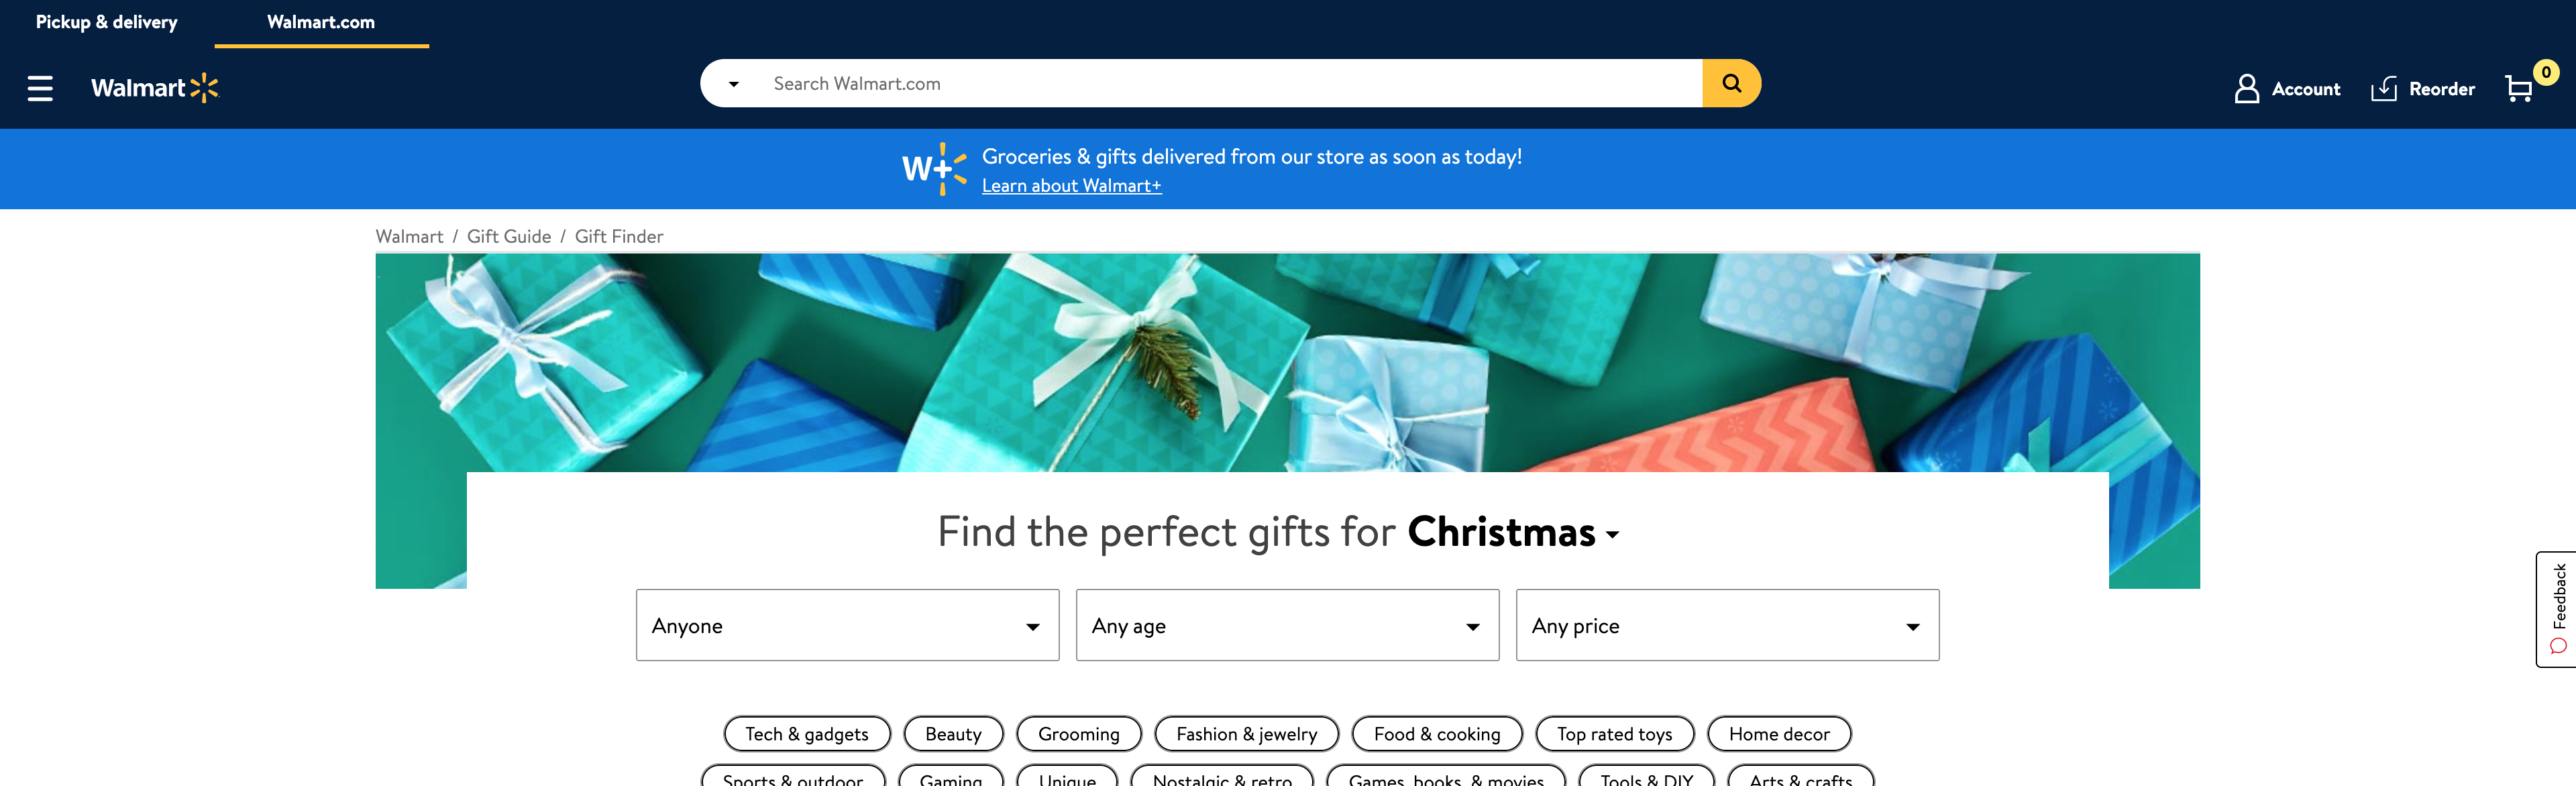 Pickup & delivery
Walmart.com
Walmart
Search Walmart.com
Account
Reorder
0
W+
Groceries & gifts delivered from our store as soon as today!
Learn about Walmart+
Walmart / Gift Guide / Gift Finder
Find the perfect gifts for Christmas
Anyone
Any age
Any price
Feedback
Tech & gadgets
Beauty
Grooming
Fashion & jewelry
Food & cooking
Top rated toys
Home decor
Sports & outdoor
Gaming
Unique
Nostalgic & retro
Games, books, & movies
Tools & DIY
Arts & crafts